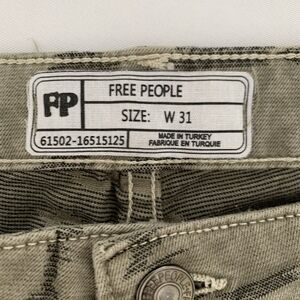 FP
FREE PEOPLE
SIZE: W 31
61502-16515125
MADE IN TURKEY
FABRIQUE EN TURQUIE